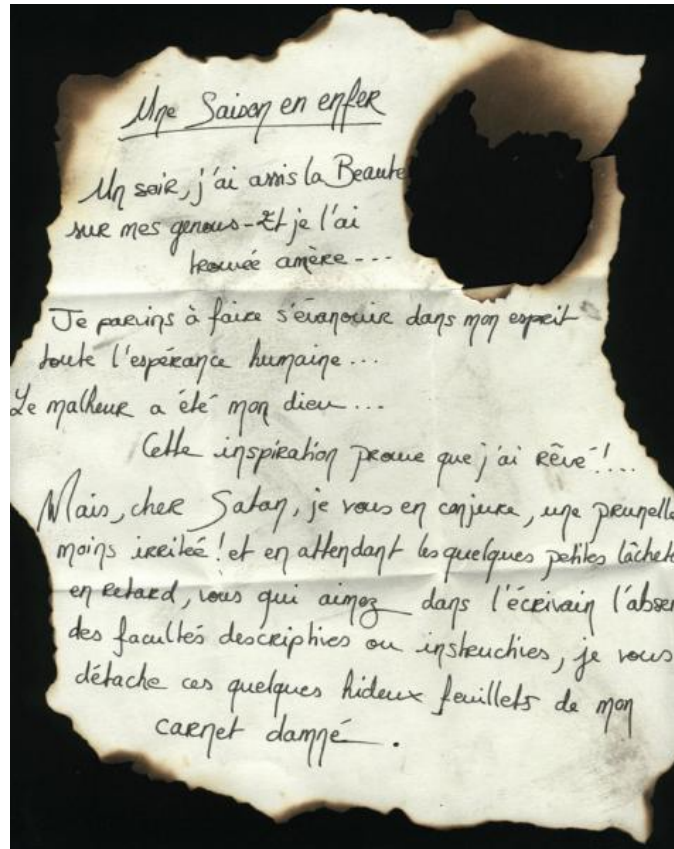 Une Saison en enfer
Un soir, j'ai assis la Beauté
sur mes genous - Et je l'ai
trouvée amère ---
Je parvins à faire s'évanouir dans mon esprit
toute l'espérance humaine ...
Le malheur a été mon dieu ...
Cette inspiration prouve que j'ai rêvé !...
Mais, cher Satan, je vous en conjure, une prunelle
moins irritée ! et en attendant les quelques petites lâcheté
en retard, vous qui aimez dans l'écrivain l'absen
des facultés descriptives ou instructives, je vous
détache ces quelques hideux feuillets de mon
carnet damné .